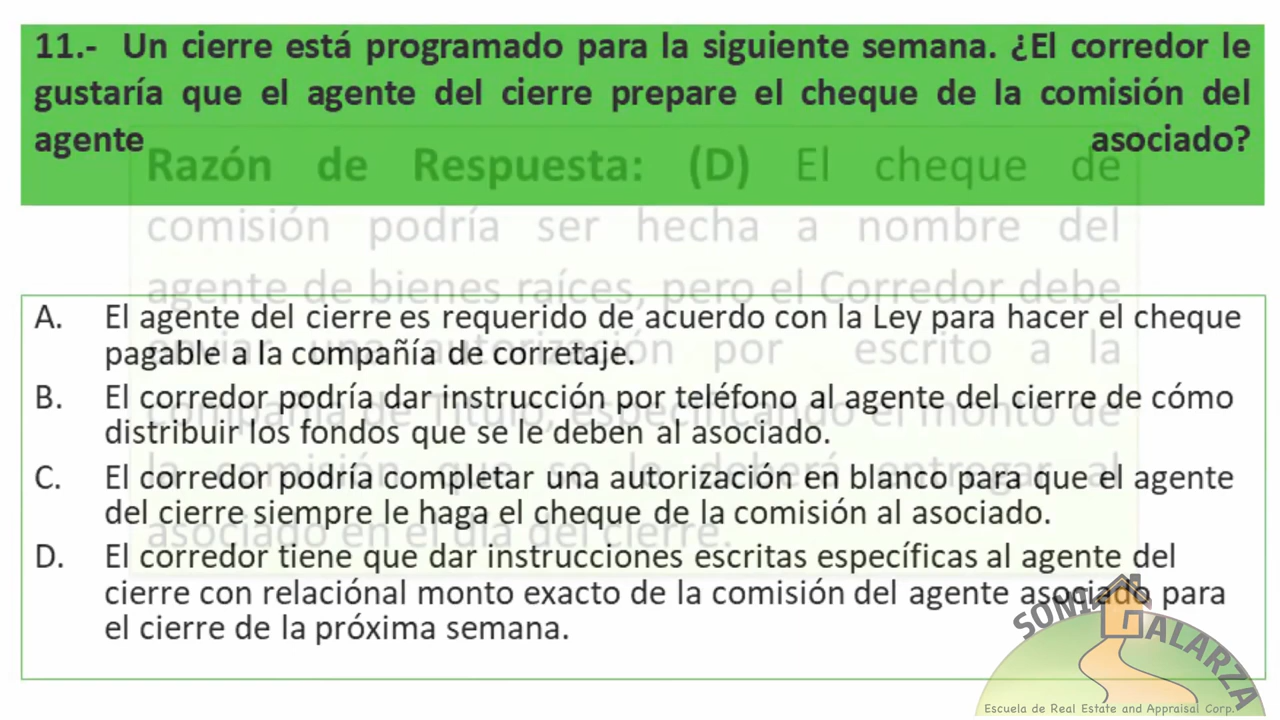 11.- Un cierre está programado para la siguiente semana. ¿El corredor le
gustaría que el agente del cierre prepare el cheque de la comisión del
agente asociado?
Razón de Respuesta: (D) El cheque de
comisión podría ser hecha a nombre del
agente de bienes raíces, pero el Corredor debe
enviar una autorización por escrito a la
compañía de Titulo, especificando el monto de
la comisión que se le deberá entregar al
asociado en el día del cierre.
A. El agente del cierre es requerido de acuerdo con la Ley para hacer el cheque
pagable a la compañía de corretaje.
B. El corredor podría dar instrucción por teléfono al agente del cierre de cómo
distribuir los fondos que se le deben al asociado.
C. El corredor podría completar una autorización en blanco para que el agente
del cierre siempre le haga el cheque de la comisión al asociado.
D. El corredor tiene que dar instrucciones escritas específicas al agente del
cierre con relaciónal monto exacto de la comisión del agente asociado para
el cierre de la próxima semana.
SONIA GALARZA
Escuela de Real Estate and Appraisal Corp.